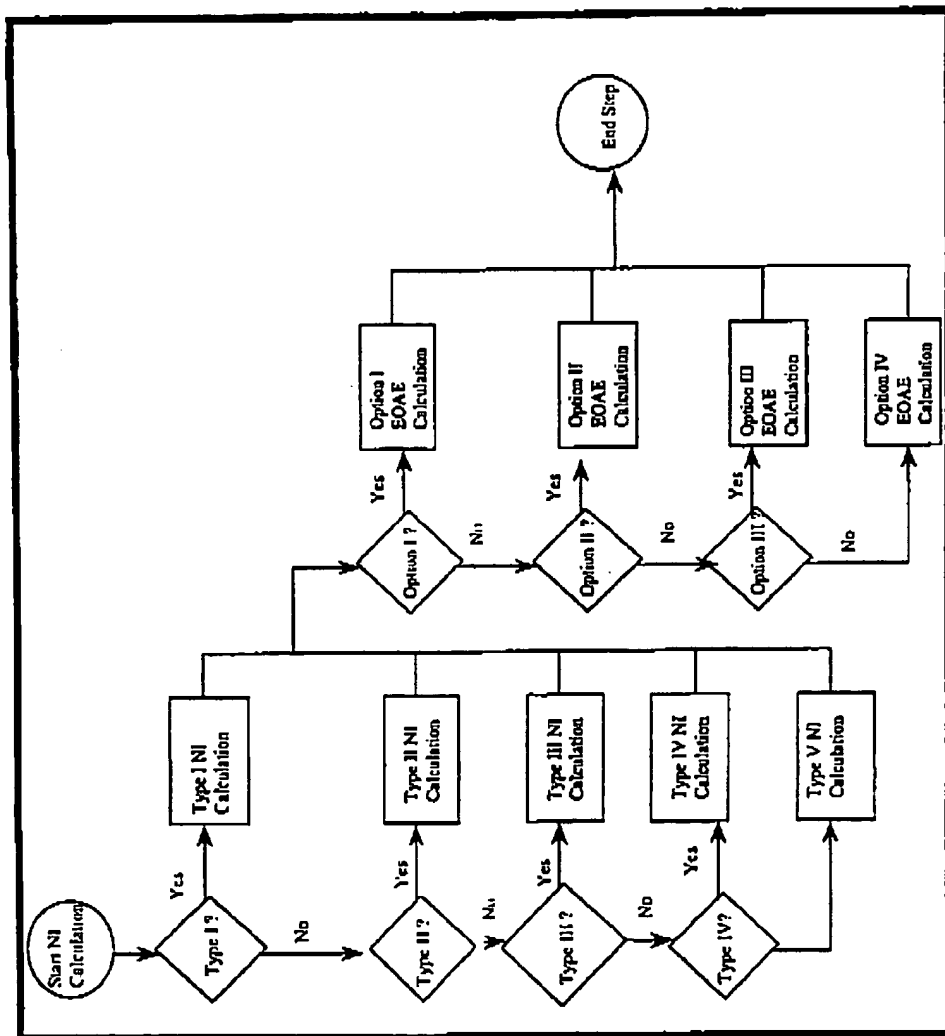 Start NI
Calculation
Type I ?
Yes
Type I NI
Calculation
No
Type II ?
Yes
Type II NI
Calculation
No
Type III ?
Yes
Type III NI
Calculation
No
Type IV?
Yes
Type IV NI
Calculation
Type V NI
Calculation
Option I ?
Yes
Option I
EOAE
Calculation
No
Option II ?
Yes
Option II
EOAE
Calculation
No
Option III ?
Yes
Option III
EOAE
Calculation
No
Option IV
EOAE
Calculation
End Step